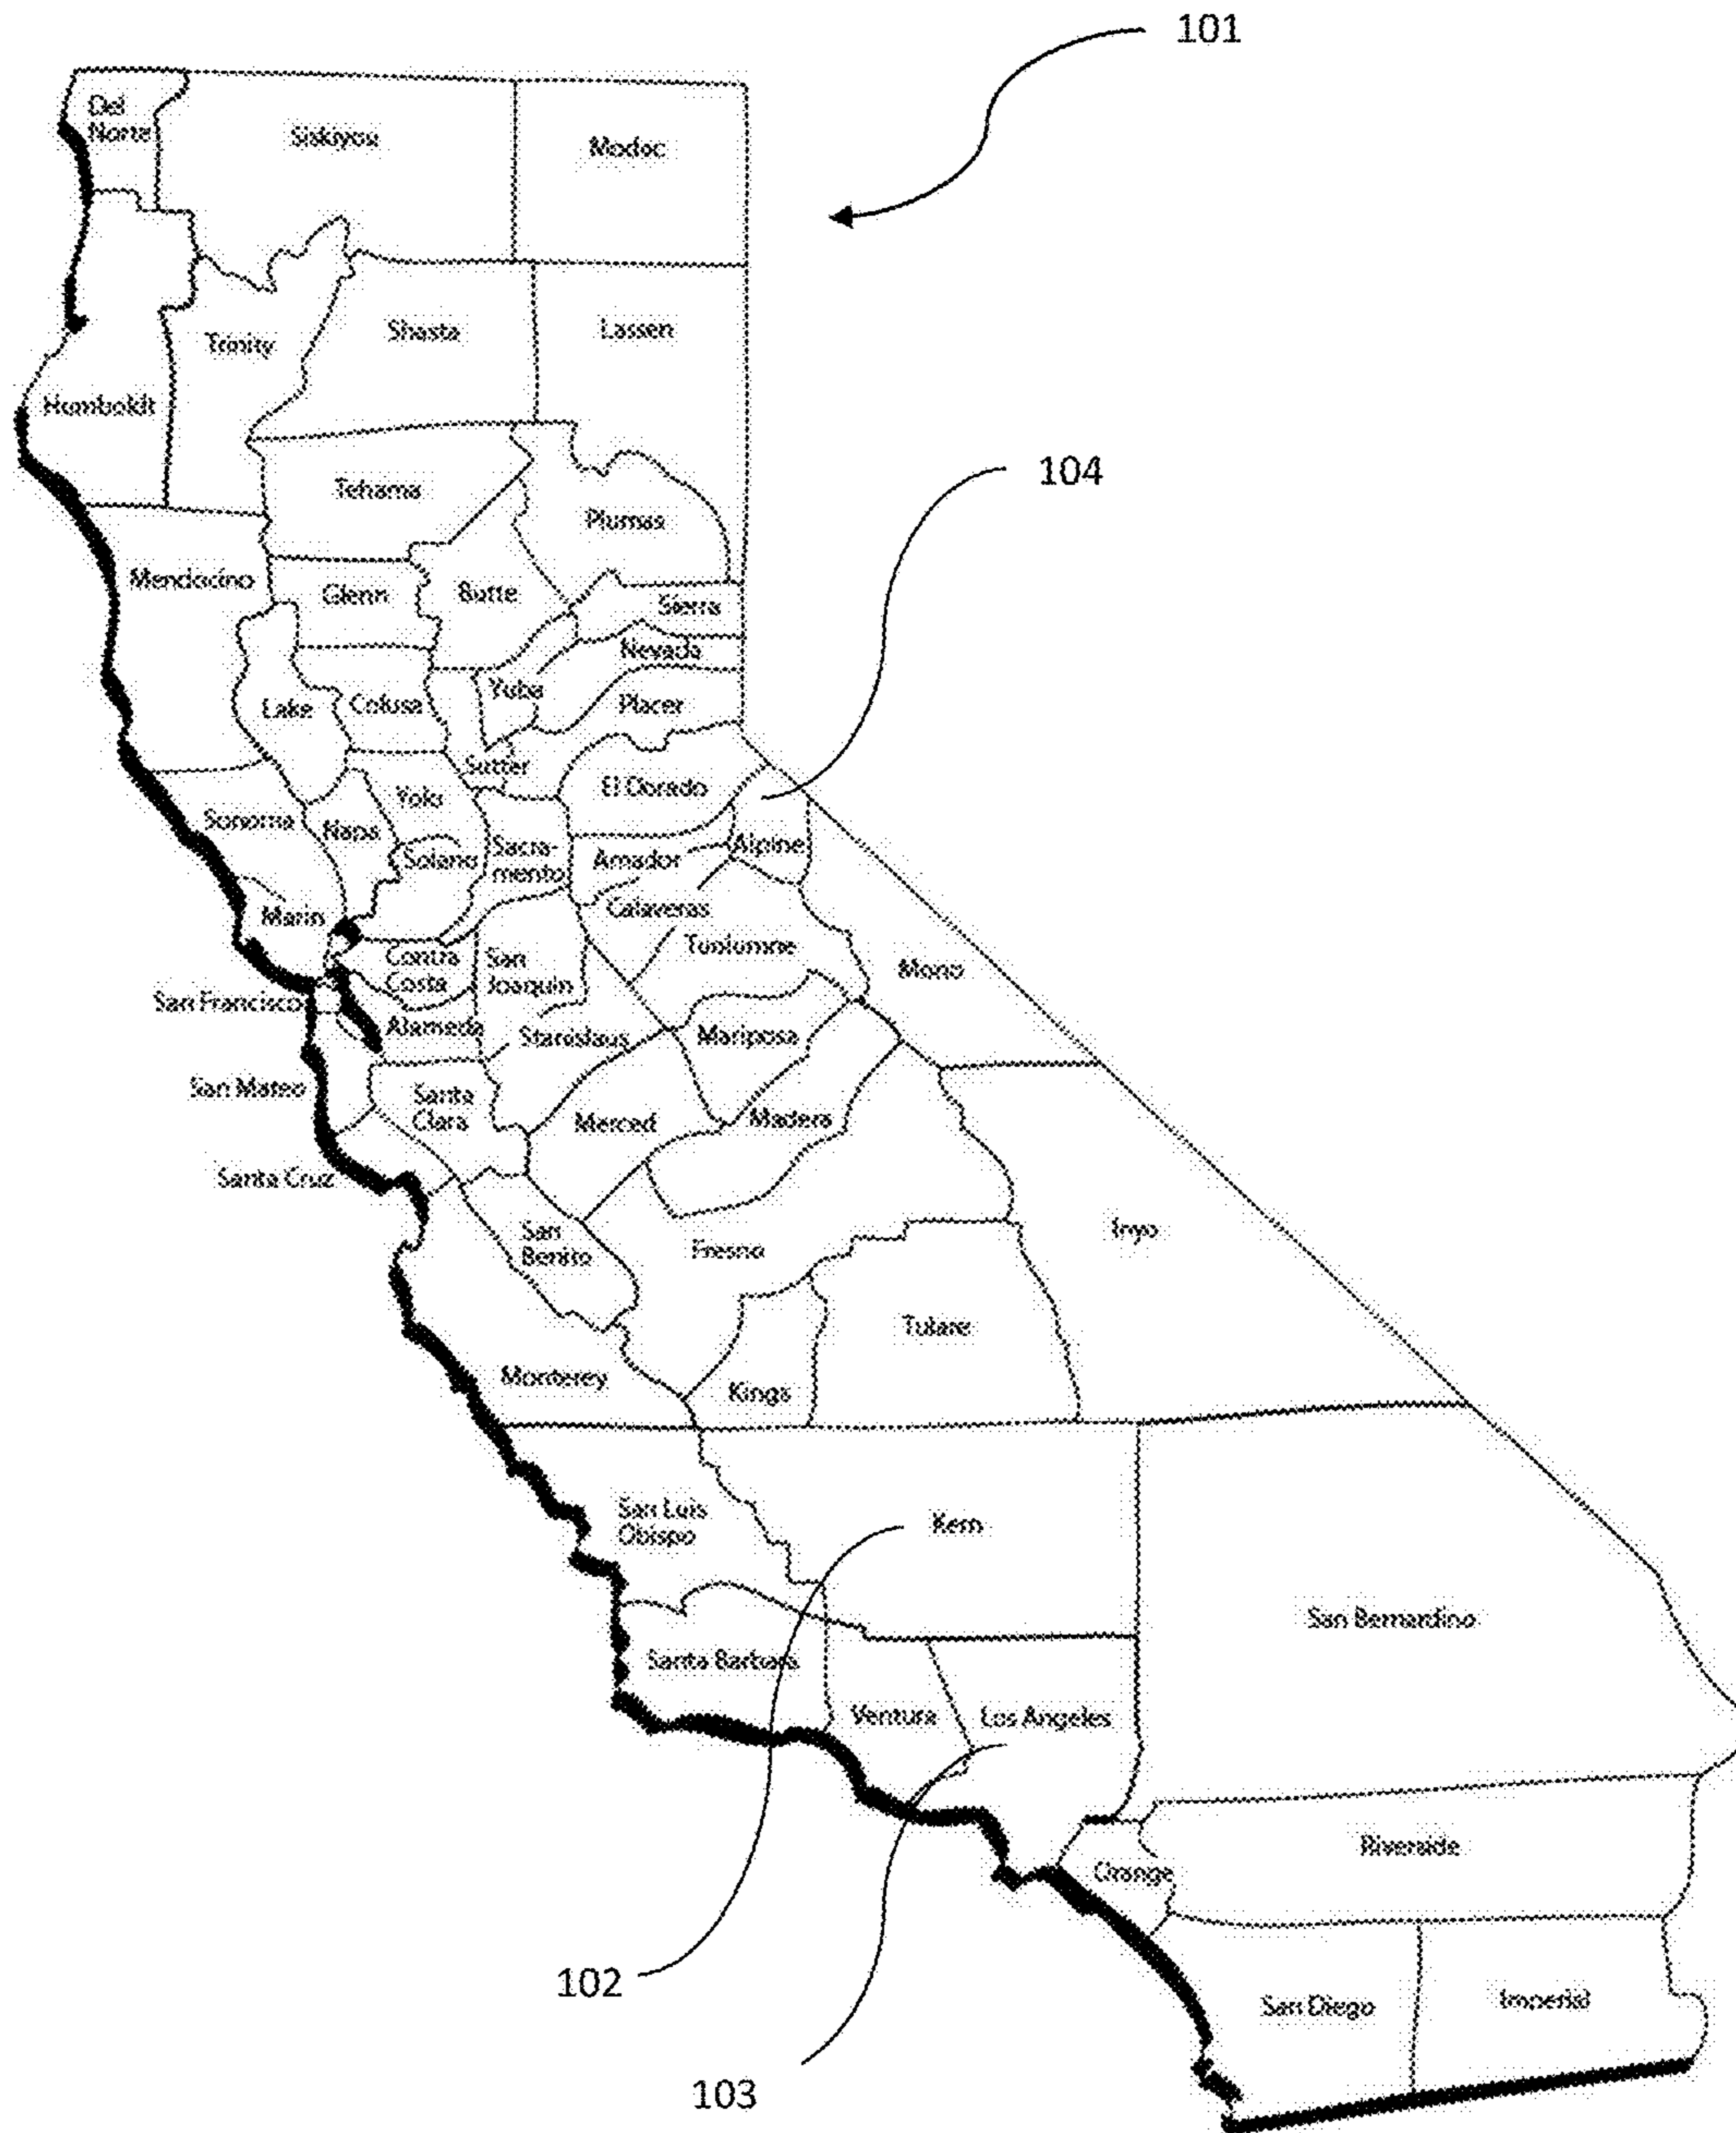 101
Del
Norte
Siskiyou
Modoc
Trinity
Shasta
Lassen
Humboldt
104
Tehama
Plumas
Mendocino
Glenn
Butte
Sierra
Nevada
Lake
Colusa
Yuba
Placer
Sutter
El Dorado
Yolo
Sonoma
Napa
Solano
Sacra-
mento
Amador
Alpine
Marin
Calaveras
Tuolumne
Contra
Costa
San
Joaquin
Mono
San Francisco
Alameda
Stanislaus
Mariposa
San Mateo
Santa
Clara
Merced
Madera
Santa Cruz
San
Benito
Fresno
Inyo
Tulare
Monterey
Kings
San Luis
Obispo
Kern
San Bernardino
Santa Barbara
Ventura
Los Angeles
Riverside
Orange
102
San Diego
Imperial
103